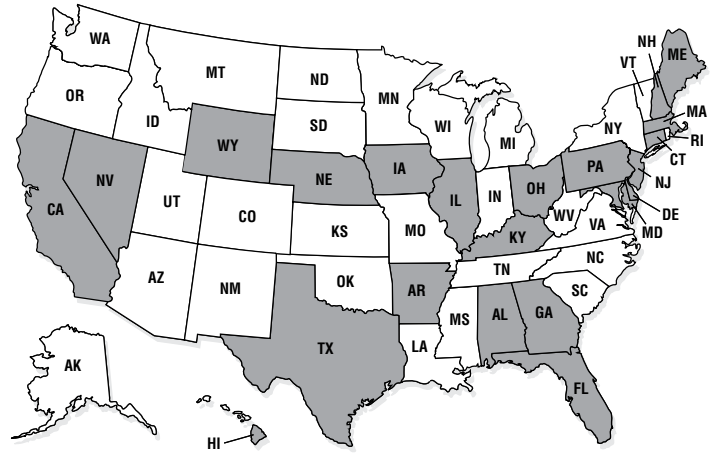 WA
MT
ND
MN
OR
ID
SD
WI
MI
NY
VT
NH
ME
MA
RI
CT
WY
NE
IA
IL
IN
OH
PA
NJ
DE
MD
NV
CA
UT
CO
KS
MO
KY
WV
VA
AZ
NM
OK
AR
TN
NC
SC
TX
LA
MS
AL
GA
FL
AK
HI